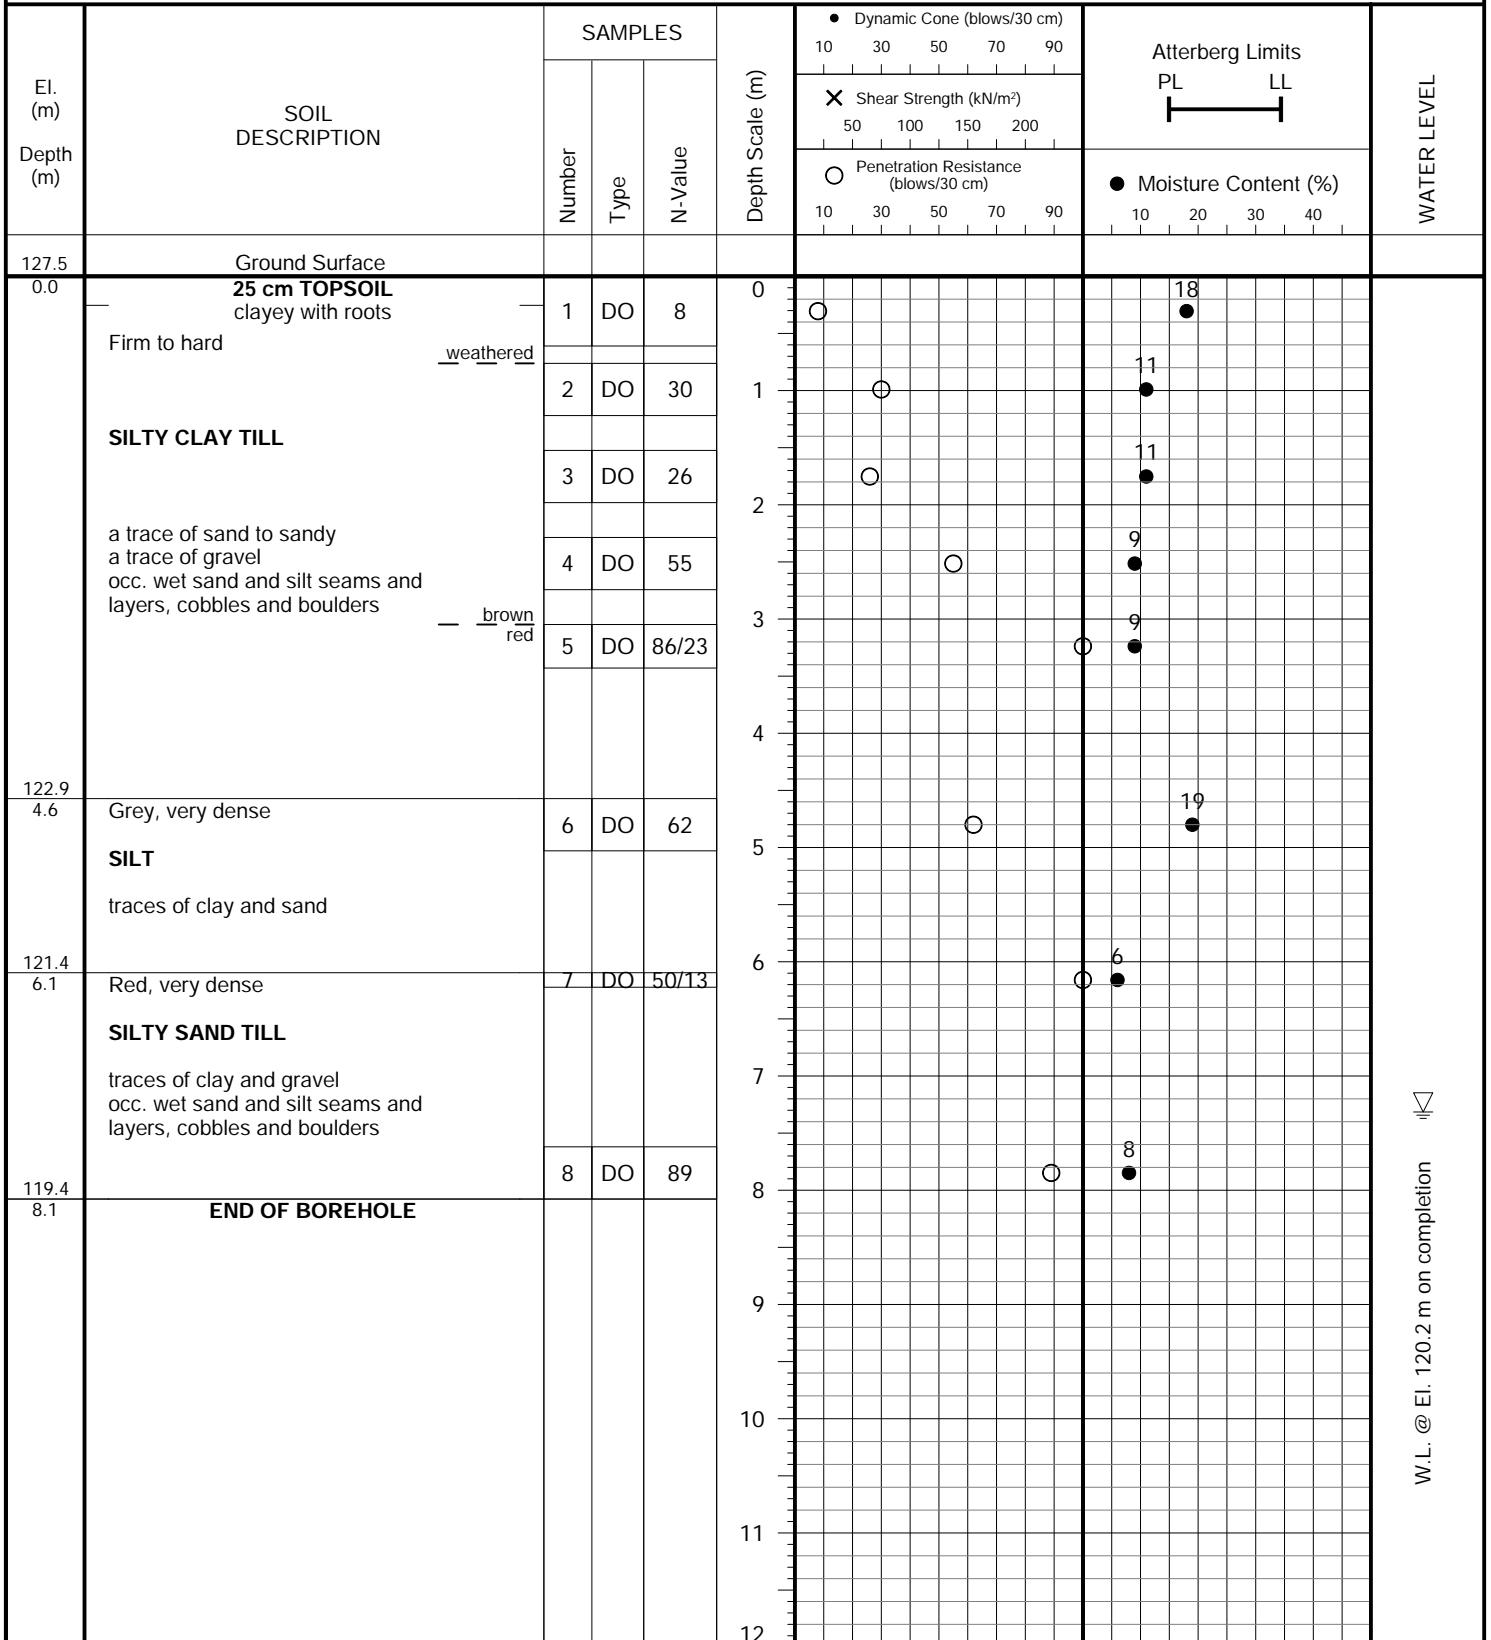 El.
(m)
Depth
(m)
SOIL
DESCRIPTION
SAMPLES
Number
Type
N-Value
Depth Scale (m)
● Dynamic Cone (blows/30 cm)
10 30 50 70 90
✕ Shear Strength (kN/m²)
50 100 150 200
○ Penetration Resistance
(blows/30 cm)
10 30 50 70 90
Atterberg Limits
PL LL
● Moisture Content (%)
10 20 30 40
WATER LEVEL
127.5 Ground Surface
0.0 25 cm TOPSOIL 0
clayey with roots 1 DO 8 18
Firm to hard
weathered
2 DO 30 1 11
SILTY CLAY TILL
3 DO 26 11
2
a trace of sand to sandy
a trace of gravel
4 DO 55 9
occ. wet sand and silt seams and
layers, cobbles and boulders
brown
3
red
5 DO 86/23 9
4
122.9
4.6 Grey, very dense
6 DO 62 19
5
SILT
traces of clay and sand
121.4 6
6.1 Red, very dense
7 DO 50/13 6
SILTY SAND TILL
7
traces of clay and gravel
occ. wet sand and silt seams and
layers, cobbles and boulders
8 DO 89 8
119.4 8
8.1 END OF BOREHOLE
9
10
11
12
W.L. @ El. 120.2 m on completion